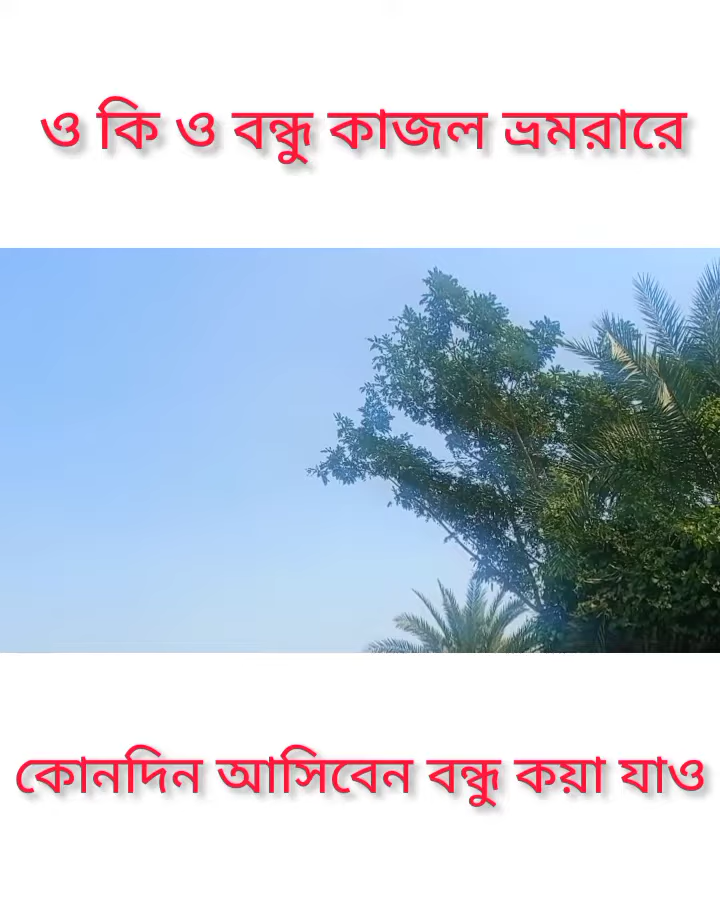 ও কি ও বন্ধু কাজল ভ্রমরারে
কোনদিন আসিবেন বন্ধু কয়া যাও